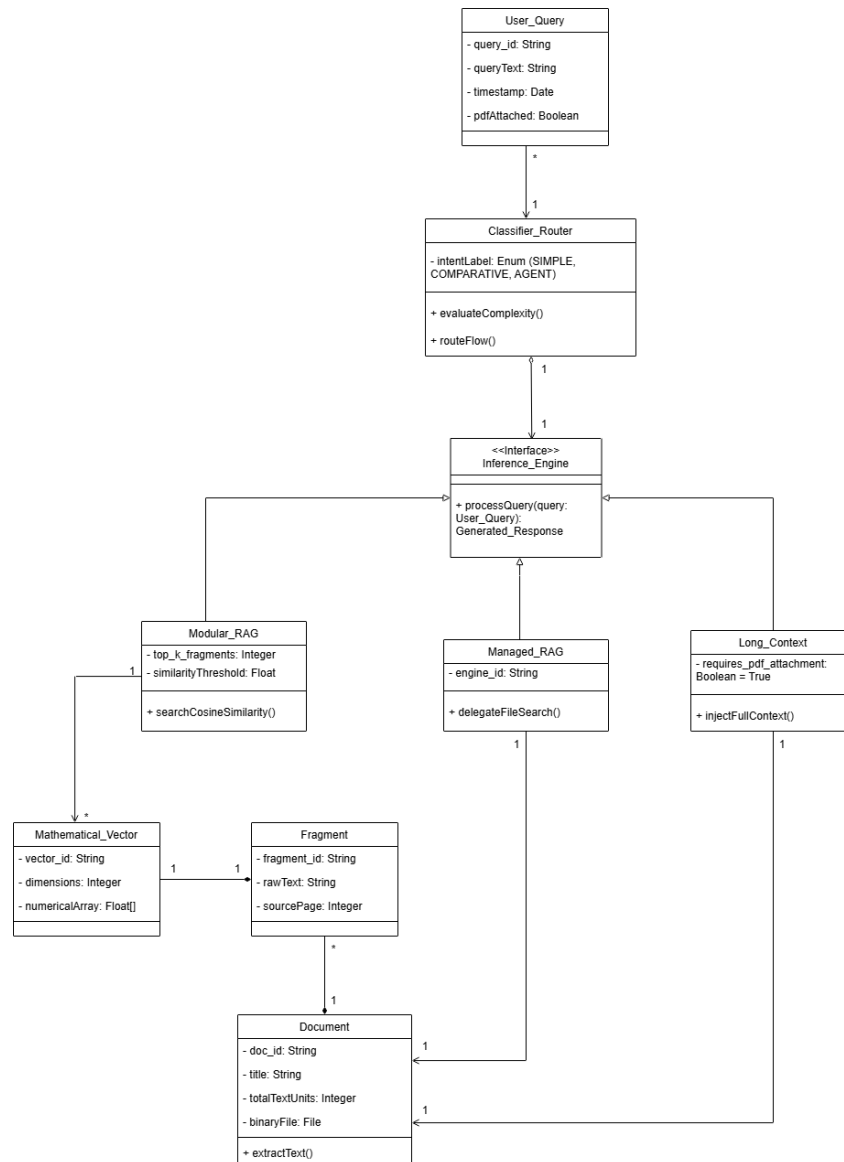 User_Query
- query_id: String
- queryText: String
- timestamp: Date
- pdfAttached: Boolean
*
1
Classifier_Router
- intentLabel: Enum (SIMPLE,
COMPARATIVE, AGENT)
+ evaluateComplexity()
+ routeFlow()
1
1
<<Interface>>
Inference_Engine
+ processQuery(query:
User_Query):
Generated_Response
Modular_RAG
- top_k_fragments: Integer
- similarityThreshold: Float
+ searchCosineSimilarity()
1
Managed_RAG
- engine_id: String
+ delegateFileSearch()
1
Long_Context
- requires_pdf_attachment:
Boolean = True
+ injectFullContext()
1
*
Mathematical_Vector
- vector_id: String
- dimensions: Integer
- numericalArray: Float[]
1
1
Fragment
- fragment_id: String
- rawText: String
- sourcePage: Integer
*
1
Document
- doc_id: String
- title: String
- totalTextUnits: Integer
- binaryFile: File
+ extractText()
1
1